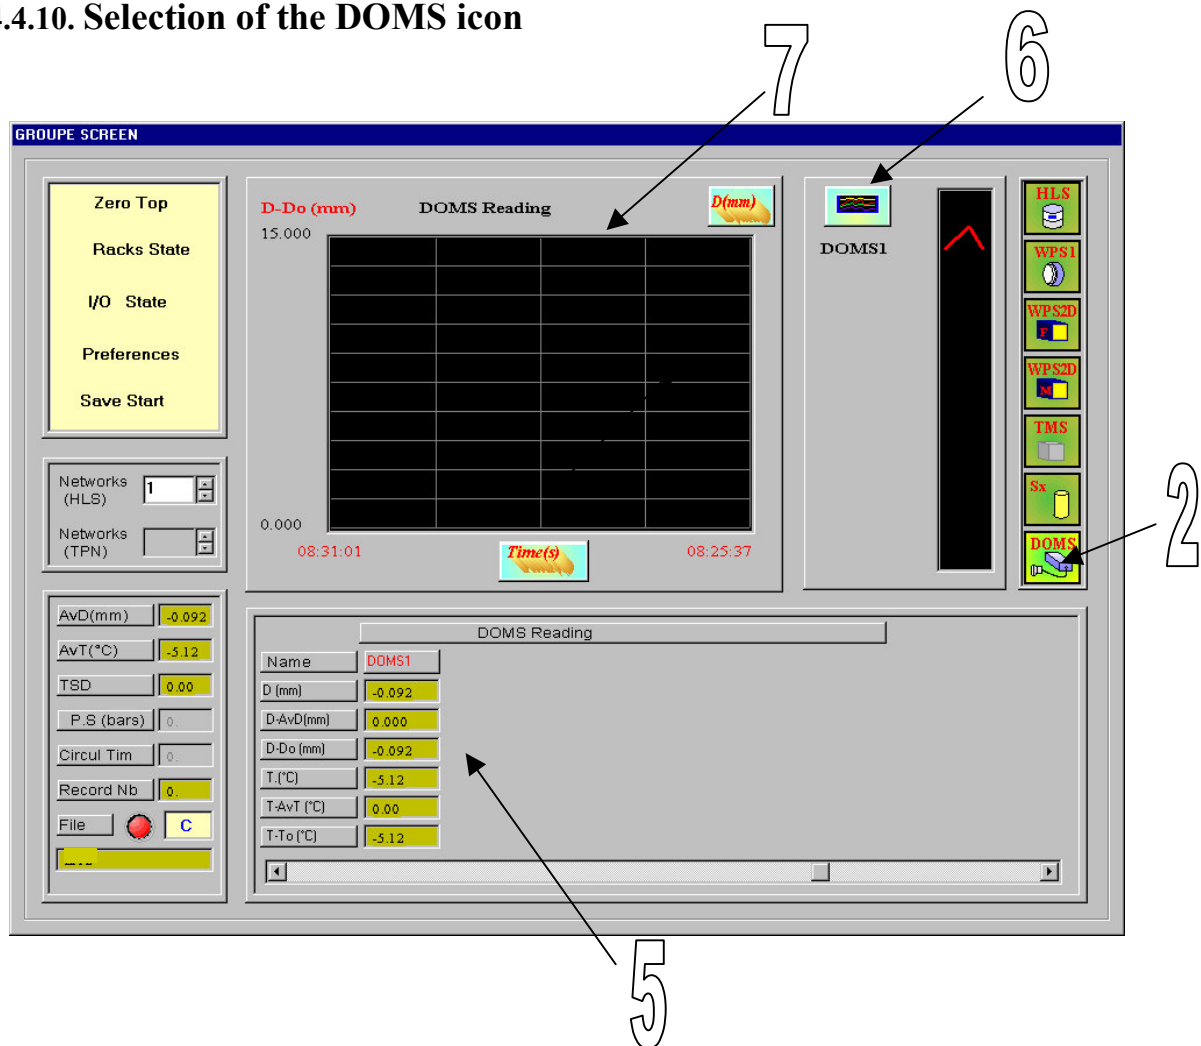 4.4.10. Selection of the DOMS icon
7
6
GROUPE SCREEN
Zero Top
Racks State
I/O State
Preferences
Save Start
Networks
(HLS)
1
Networks
(TPN)
AvD(mm) -0.092
AvT(°C) -5.12
TSD 0.00
P.S (bars) 0.
Circul Tim 0.
Record Nb 0.
File C
D-Do (mm) DOMS Reading D(mm)
15.000
0.000
08:31:01 Time(s) 08:25:37
DOMS1
HLS
WPS1
WPS2D
F
WPS2D
M
TMS
Sx
DOMS
2
DOMS Reading
Name DOMS1
D (mm) -0.092
D-AvD(mm) 0.000
D-Do (mm) -0.092
T.(°C) -5.12
T-AvT (°C) 0.00
T-To (°C) -5.12
5